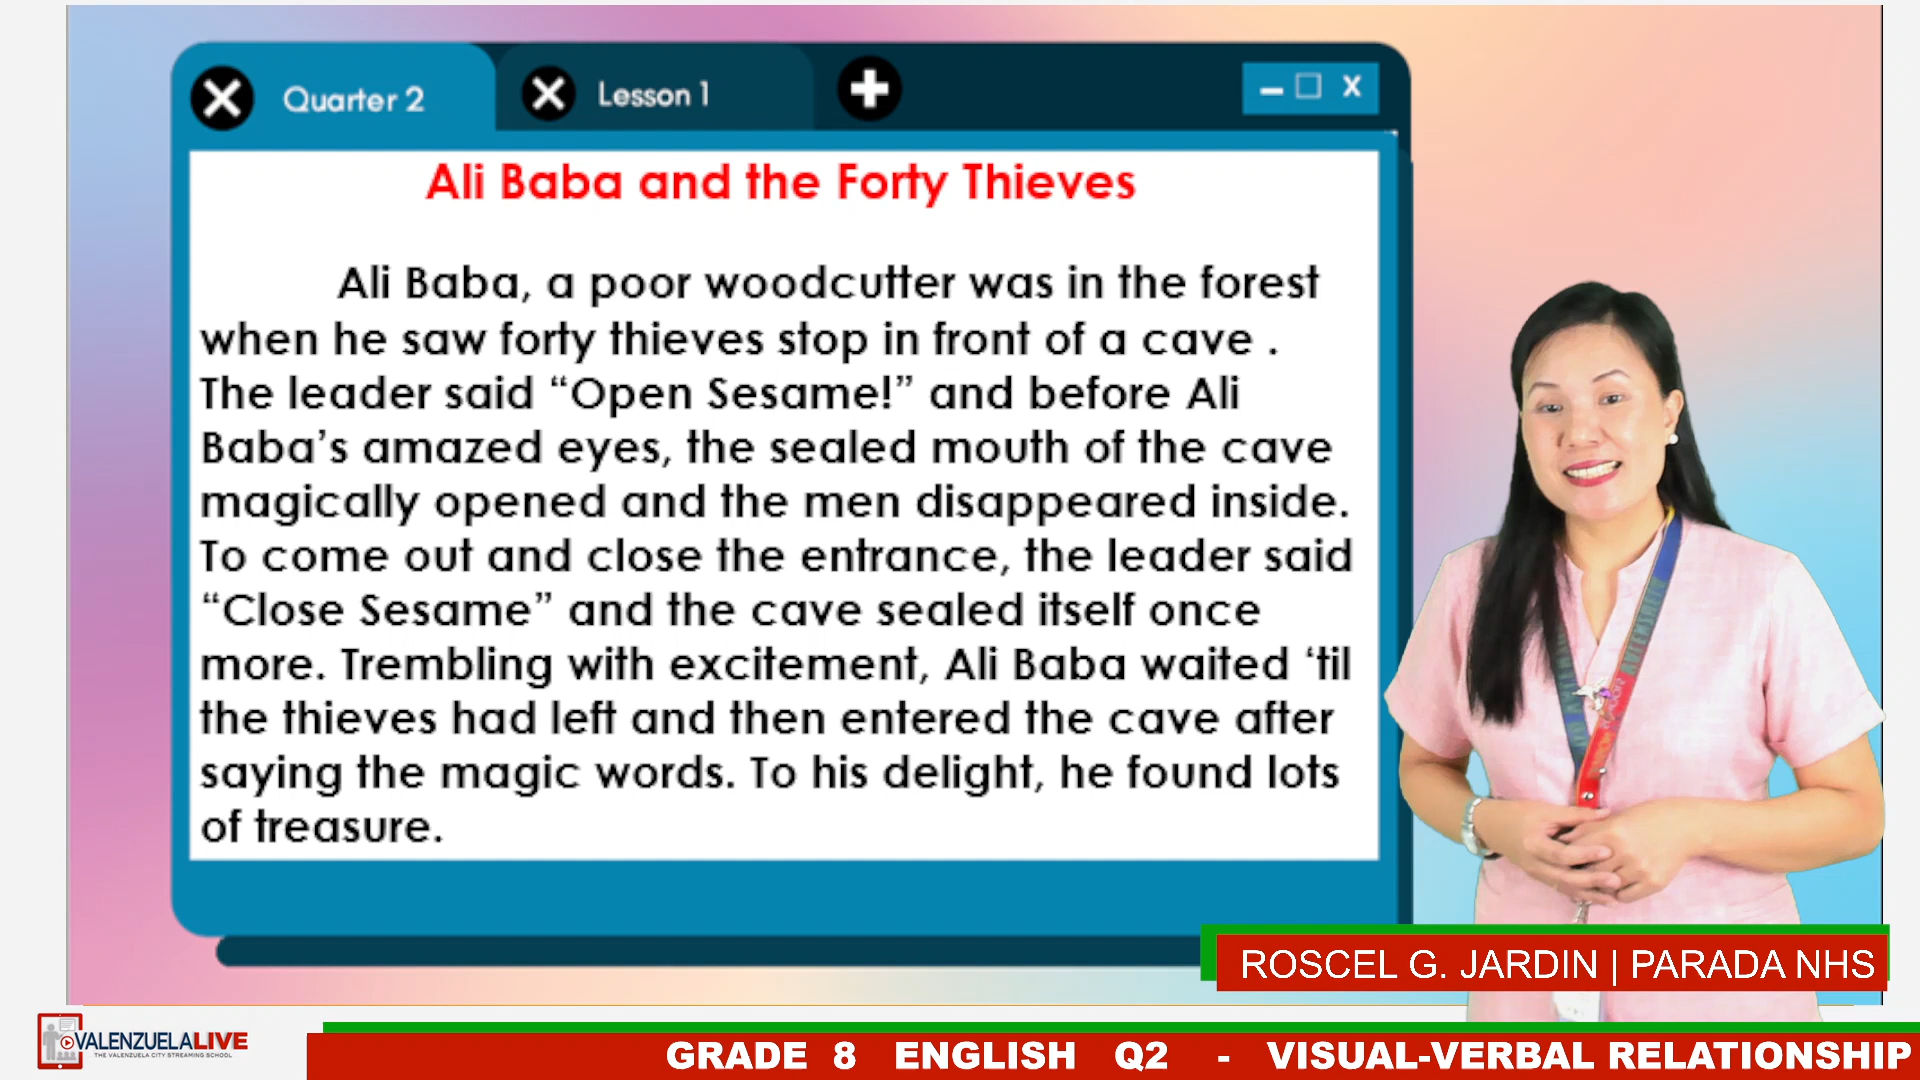 Quarter 2
Lesson 1
Ali Baba and the Forty Thieves
Ali Baba, a poor woodcutter was in the forest
when he saw forty thieves stop in front of a cave .
The leader said “Open Sesame!” and before Ali
Baba’s amazed eyes, the sealed mouth of the cave
magically opened and the men disappeared inside.
To come out and close the entrance, the leader said
“Close Sesame” and the cave sealed itself once
more. Trembling with excitement, Ali Baba waited ‘til
the thieves had left and then entered the cave after
saying the magic words. To his delight, he found lots
of treasure.
ROSCEL G. JARDIN | PARADA NHS
VALENZUELALIVE
THE VALENZUELA CITY STREAMING SCHOOL
GRADE 8 ENGLISH Q2 - VISUAL-VERBAL RELATIONSHIP